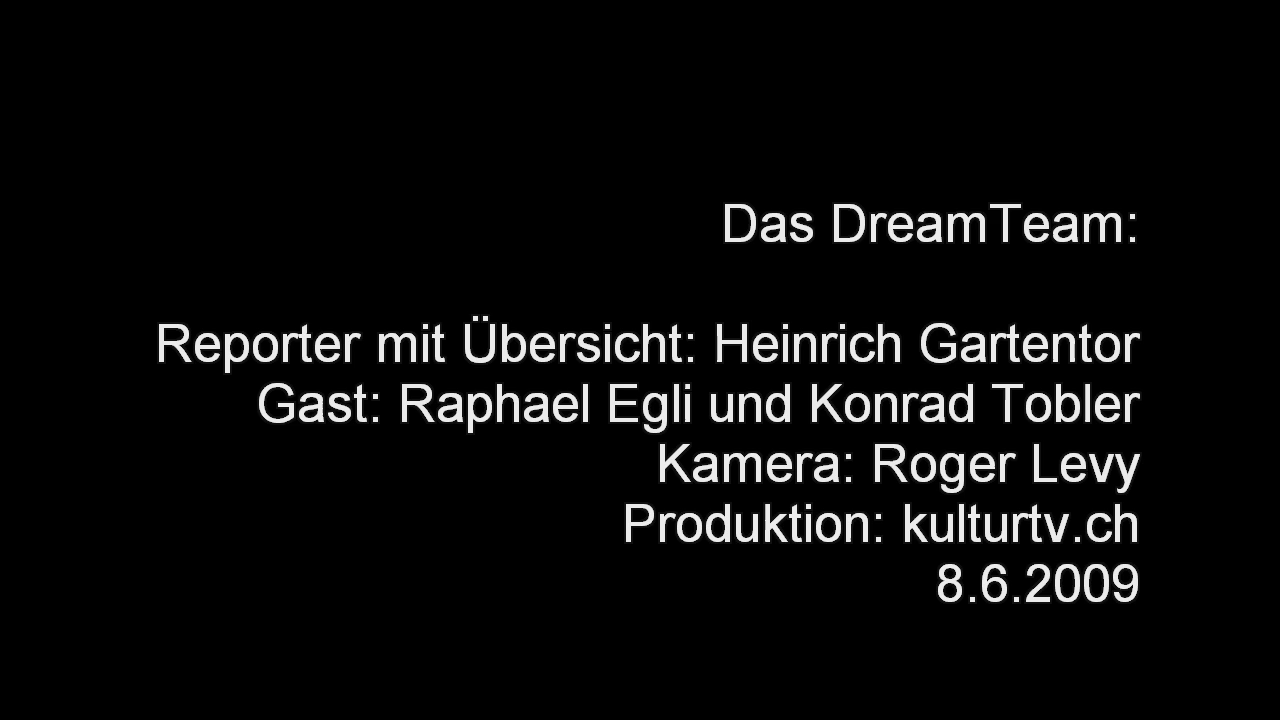 Das DreamTeam:
Reporter mit Übersicht: Heinrich Gartentor
Gast: Raphael Egli und Konrad Tobler
Kamera: Roger Levy
Produktion: kulturtv.ch
8.6.2009